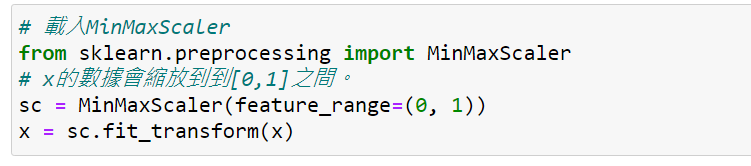 # 載入MinMaxScaler
from sklearn.preprocessing import MinMaxScaler
# x的數據會縮放到到[0,1]之間。
sc = MinMaxScaler(feature_range=(0, 1))
x = sc.fit_transform(x)